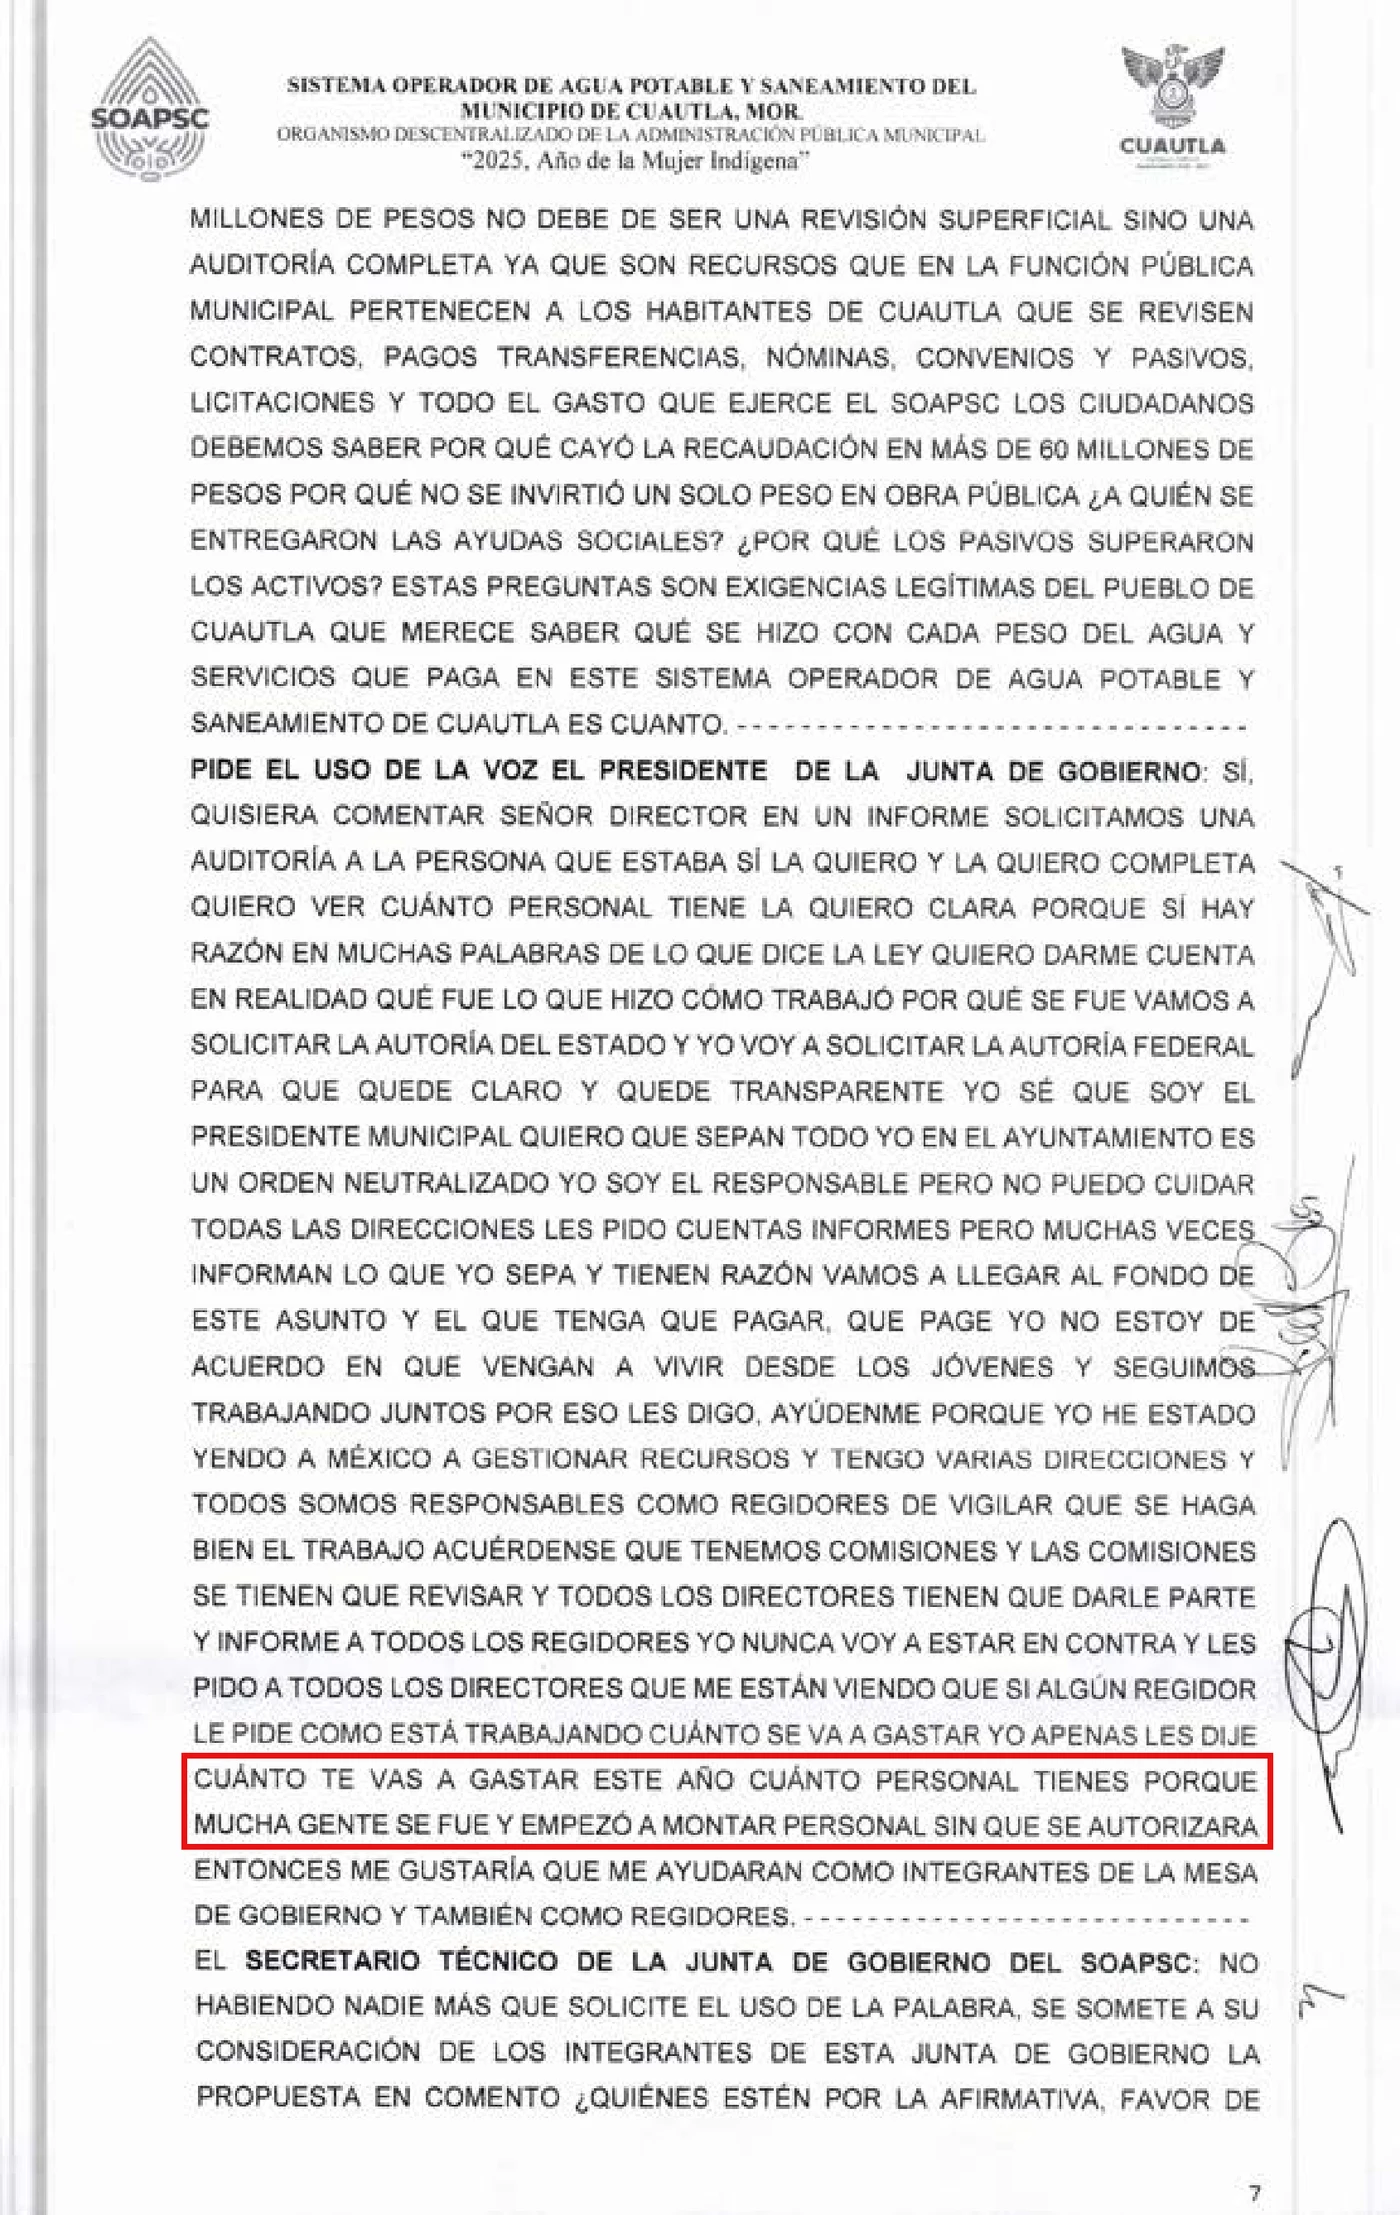 SOAPSC
SISTEMA OPERADOR DE AGUA POTABLE Y SANEAMIENTO DEL
MUNICIPIO DE CUAUTLA, MOR.
ORGANISMO DESCENTRALIZADO DE LA ADMINISTRACIÓN PÚBLICA MUNICIPAL
"2025, Año de la Mujer Indígena"
CUAUTLA
MILLONES DE PESOS NO DEBE DE SER UNA REVISIÓN SUPERFICIAL SINO UNA
AUDITORÍA COMPLETA YA QUE SON RECURSOS QUE EN LA FUNCIÓN PÚBLICA
MUNICIPAL PERTENECEN A LOS HABITANTES DE CUAUTLA QUE SE REVISEN
CONTRATOS, PAGOS TRANSFERENCIAS, NÓMINAS, CONVENIOS Y PASIVOS,
LICITACIONES Y TODO EL GASTO QUE EJERCE EL SOAPSC LOS CIUDADANOS
DEBEMOS SABER POR QUÉ CAYÓ LA RECAUDACIÓN EN MÁS DE 60 MILLONES DE
PESOS POR QUÉ NO SE INVIRTIÓ UN SOLO PESO EN OBRA PÚBLICA ¿A QUIÉN SE
ENTREGARON LAS AYUDAS SOCIALES? ¿POR QUÉ LOS PASIVOS SUPERARON
LOS ACTIVOS? ESTAS PREGUNTAS SON EXIGENCIAS LEGÍTIMAS DEL PUEBLO DE
CUAUTLA QUE MERECE SABER QUÉ SE HIZO CON CADA PESO DEL AGUA Y
SERVICIOS QUE PAGA EN ESTE SISTEMA OPERADOR DE AGUA POTABLE Y
SANEAMIENTO DE CUAUTLA ES CUANTO. - - - - - - - - - - - - - - - - - - - - - - - - - - - - - - - -
PIDE EL USO DE LA VOZ EL PRESIDENTE DE LA JUNTA DE GOBIERNO: SÍ,
QUISIERA COMENTAR SEÑOR DIRECTOR EN UN INFORME SOLICITAMOS UNA
AUDITORÍA A LA PERSONA QUE ESTABA SÍ LA QUIERO Y LA QUIERO COMPLETA
QUIERO VER CUÁNTO PERSONAL TIENE LA QUIERO CLARA PORQUE SÍ HAY
RAZÓN EN MUCHAS PALABRAS DE LO QUE DICE LA LEY QUIERO DARME CUENTA
EN REALIDAD QUÉ FUE LO QUE HIZO CÓMO TRABAJÓ POR QUÉ SE FUE VAMOS A
SOLICITAR LA AUTORÍA DEL ESTADO Y YO VOY A SOLICITAR LA AUTORÍA FEDERAL
PARA QUE QUEDE CLARO Y QUEDE TRANSPARENTE YO SÉ QUE SOY EL
PRESIDENTE MUNICIPAL QUIERO QUE SEPAN TODO YO EN EL AYUNTAMIENTO ES
UN ORDEN NEUTRALIZADO YO SOY EL RESPONSABLE PERO NO PUEDO CUIDAR
TODAS LAS DIRECCIONES LES PIDO CUENTAS INFORMES PERO MUCHAS VECES
INFORMAN LO QUE YO SEPA Y TIENEN RAZÓN VAMOS A LLEGAR AL FONDO DE
ESTE ASUNTO Y EL QUE TENGA QUE PAGAR, QUE PAGE YO NO ESTOY DE
ACUERDO EN QUE VENGAN A VIVIR DESDE LOS JÓVENES Y SEGUIMOS
TRABAJANDO JUNTOS POR ESO LES DIGO, AYÚDENME PORQUE YO HE ESTADO
YENDO A MÉXICO A GESTIONAR RECURSOS Y TENGO VARIAS DIRECCIONES Y
TODOS SOMOS RESPONSABLES COMO REGIDORES DE VIGILAR QUE SE HAGA
BIEN EL TRABAJO ACUÉRDENSE QUE TENEMOS COMISIONES Y LAS COMISIONES
SE TIENEN QUE REVISAR Y TODOS LOS DIRECTORES TIENEN QUE DARLE PARTE
Y INFORME A TODOS LOS REGIDORES YO NUNCA VOY A ESTAR EN CONTRA Y LES
PIDO A TODOS LOS DIRECTORES QUE ME ESTÁN VIENDO QUE SI ALGÚN REGIDOR
LE PIDE COMO ESTÁ TRABAJANDO CUÁNTO SE VA A GASTAR YO APENAS LES DIJE
CUÁNTO TE VAS A GASTAR ESTE AÑO CUÁNTO PERSONAL TIENES PORQUE
MUCHA GENTE SE FUE Y EMPEZÓ A MONTAR PERSONAL SIN QUE SE AUTORIZARA
ENTONCES ME GUSTARÍA QUE ME AYUDARAN COMO INTEGRANTES DE LA MESA
DE GOBIERNO Y TAMBIÉN COMO REGIDORES. - - - - - - - - - - - - - - - - - - - - - - - - - - - -
EL SECRETARIO TÉCNICO DE LA JUNTA DE GOBIERNO DEL SOAPSC: NO
HABIENDO NADIE MÁS QUE SOLICITE EL USO DE LA PALABRA, SE SOMETE A SU
CONSIDERACIÓN DE LOS INTEGRANTES DE ESTA JUNTA DE GOBIERNO LA
PROPUESTA EN COMENTO ¿QUIÉNES ESTÉN POR LA AFIRMATIVA, FAVOR DE
7